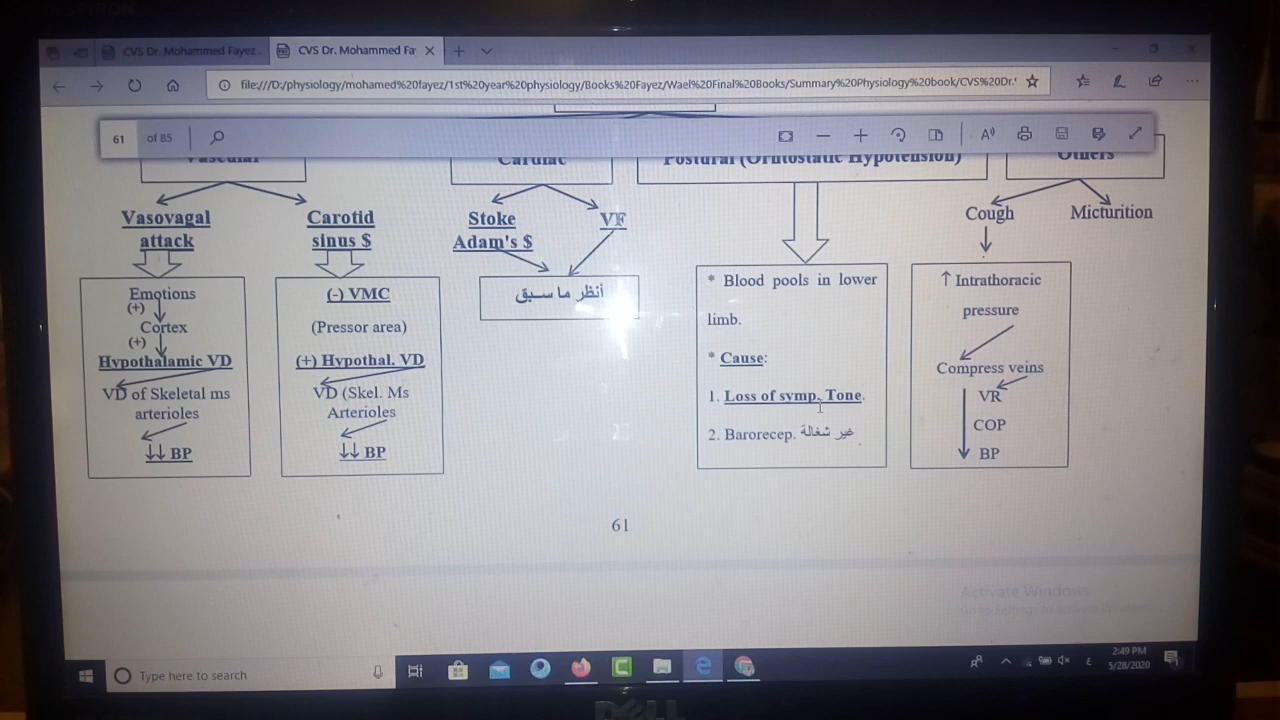 CVS Dr. Mohammed Fayez
CVS Dr. Mohammed Fa
file:///D:/physiology/mohamed%20fayez/1st%20year%20physiology/Books%20Fayez/Wael%20Final%20Books/Summary%20Physiology%20book/CVS%20Dr.
61 of 85
Vascular
Cardiac
Postural (Orhtostatic Hypotension)
Others
Vasovagal
attack
Carotid
sinus $
Stoke
Adam's $
VF
Cough
Micturition
Emotions
(+)
Cortex
(+)
Hypothalamic VD
VD of Skeletal ms
arterioles
↓↓ BP
(-) VMC
(Pressor area)
(+) Hypothal. VD
VD (Skel. Ms
Arterioles
↓↓ BP
أنظر ما سبق
* Blood pools in lower
limb.
* Cause:
1. Loss of symp. Tone.
2. Barorecep. غير شغالة
↑ Intrathoracic
pressure
Compress veins
VR
COP
BP
61
Activate Windows
Type here to search
2:49 PM
5/28/2020
DELL